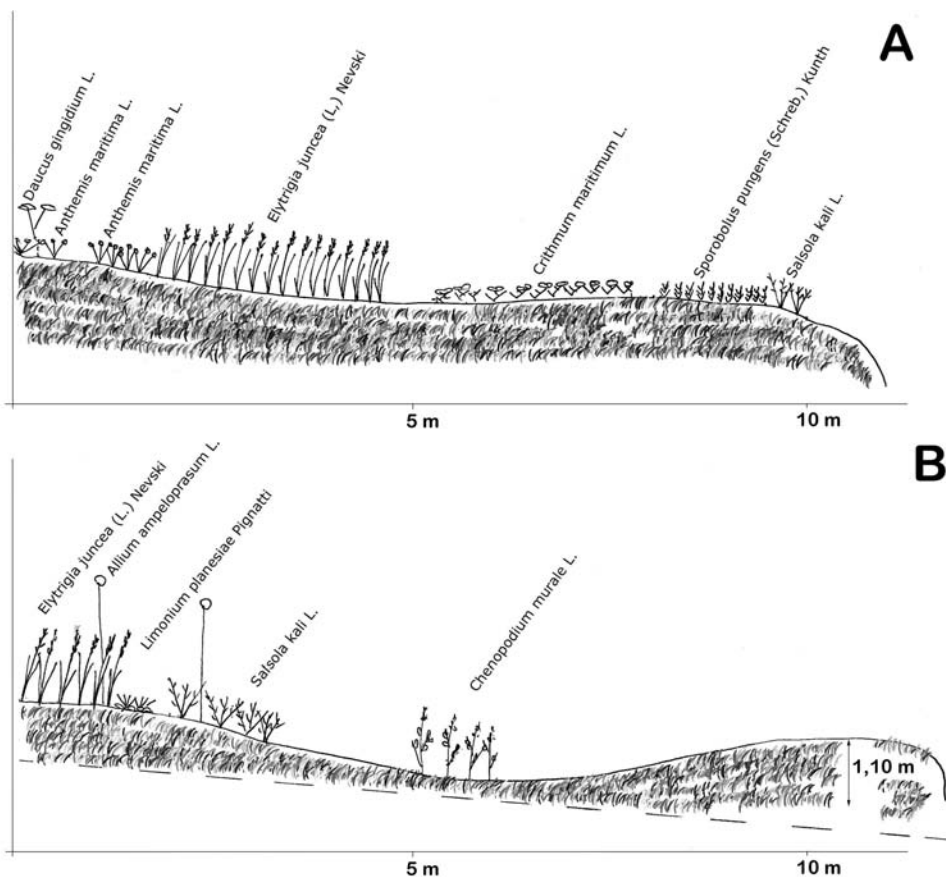 A
Daucus gingidium L.
Anthemis maritima L.
Anthemis maritima L.
Elytrigia juncea (L,) Nevski
Crithmum maritimum L.
Sporobolus pungens (Schreb,) Kunth
Salsola kali L.
5 m
10 m
B
Elytrigia juncea (L.) Nevski
Allium ampeloprasum L.
Limonium planesiae Pignatti
Salsola kali L.
Chenopodium murale L.
1,10 m
5 m
10 m